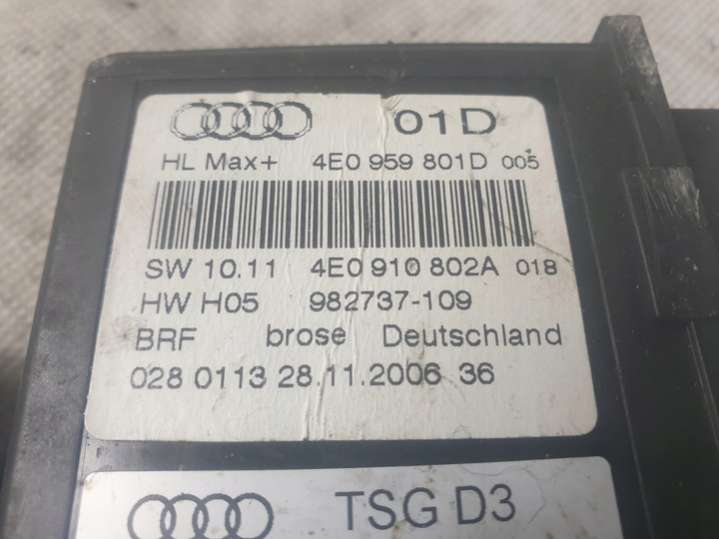 01D
HL Max+ 4E0 959 801D 005
SW 10.11 4E0 910 802A 018
HW H05 982737-109
BRF brose Deutschland
028 0113 28.11.2006 36
TSG D3